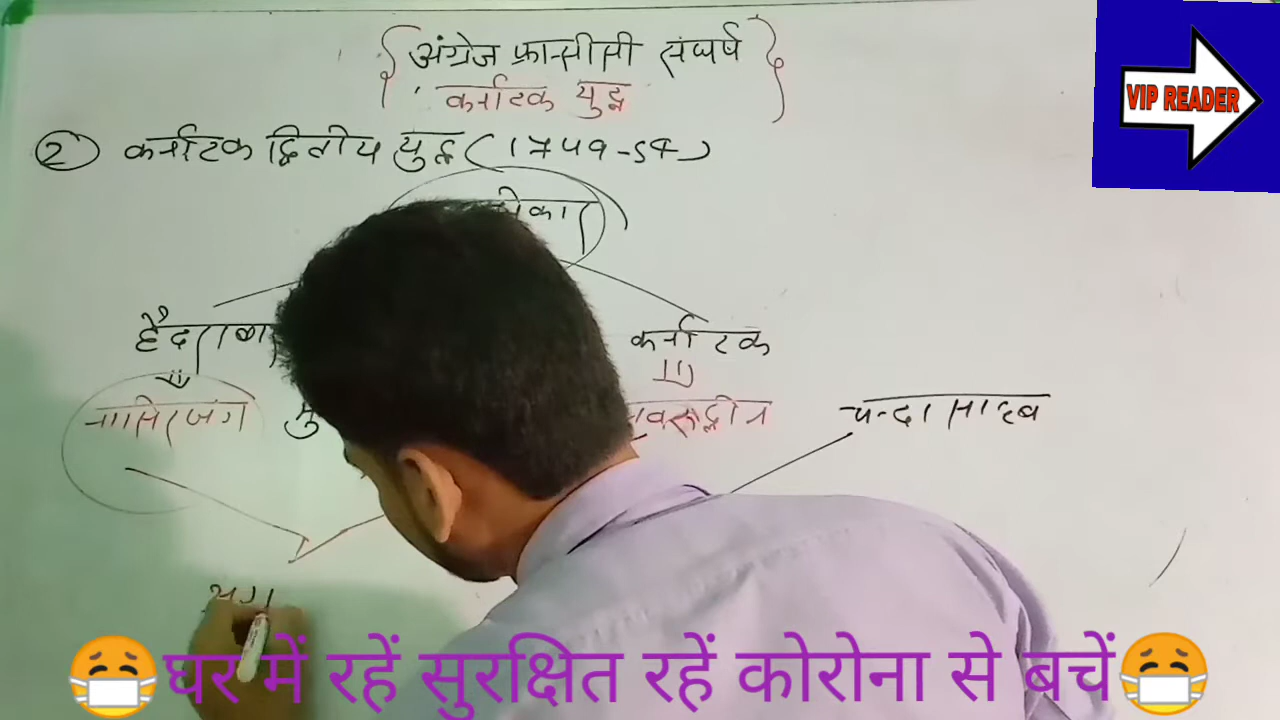 अंग्रेज फ्रान्सीसी संघर्ष
कर्नाटक युद्ध
VIP READER
② कर्नाटक द्वितीय युद्ध (1749-54)
कर्नाटक
नासिरजंग
चन्दा साहब
घर में रहें सुरक्षित रहें कोरोना से बचें